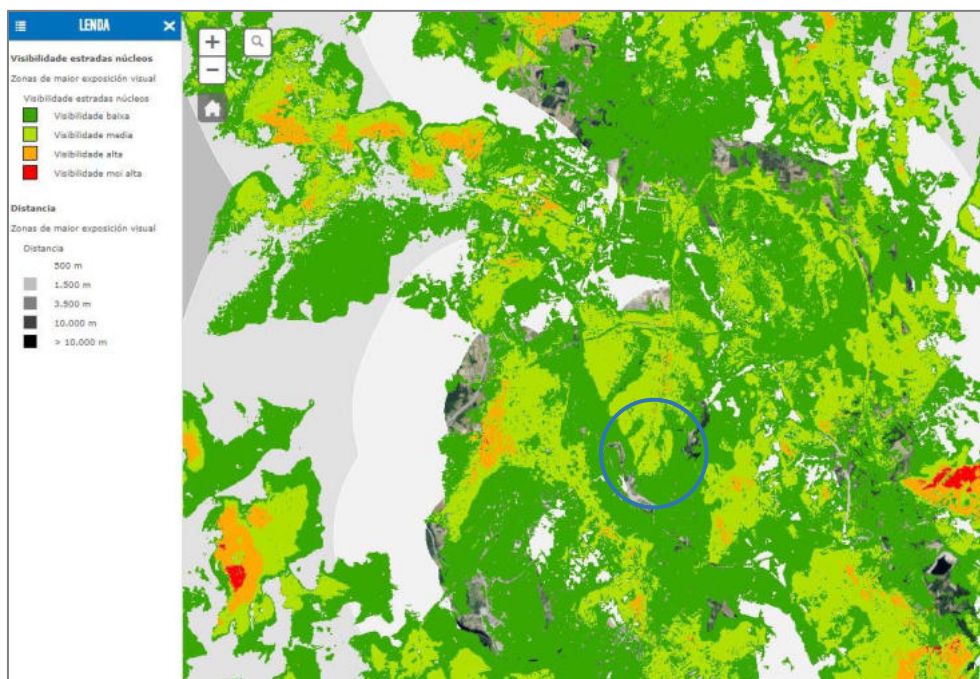 LENDA
Visibilidade estradas núcleos
Zonas de maior exposición visual
Visibilidade estradas núcleos
Visibilidade baixa
Visibilidade media
Visibilidade alta
Visibilidade moi alta
Distancia
Zonas de maior exposición visual
Distancia
500 m
1.500 m
3.500 m
10.000 m
> 10.000 m